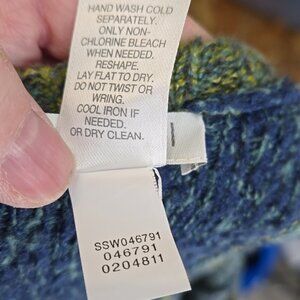 HAND WASH COLD
SEPARATELY.
ONLY NON-
CHLORINE BLEACH
WHEN NEEDED.
RESHAPE.
LAY FLAT TO DRY.
DO NOT TWIST OR
WRING.
COOL IRON IF
NEEDED.
OR DRY CLEAN.
SSW046791
046791
0204811